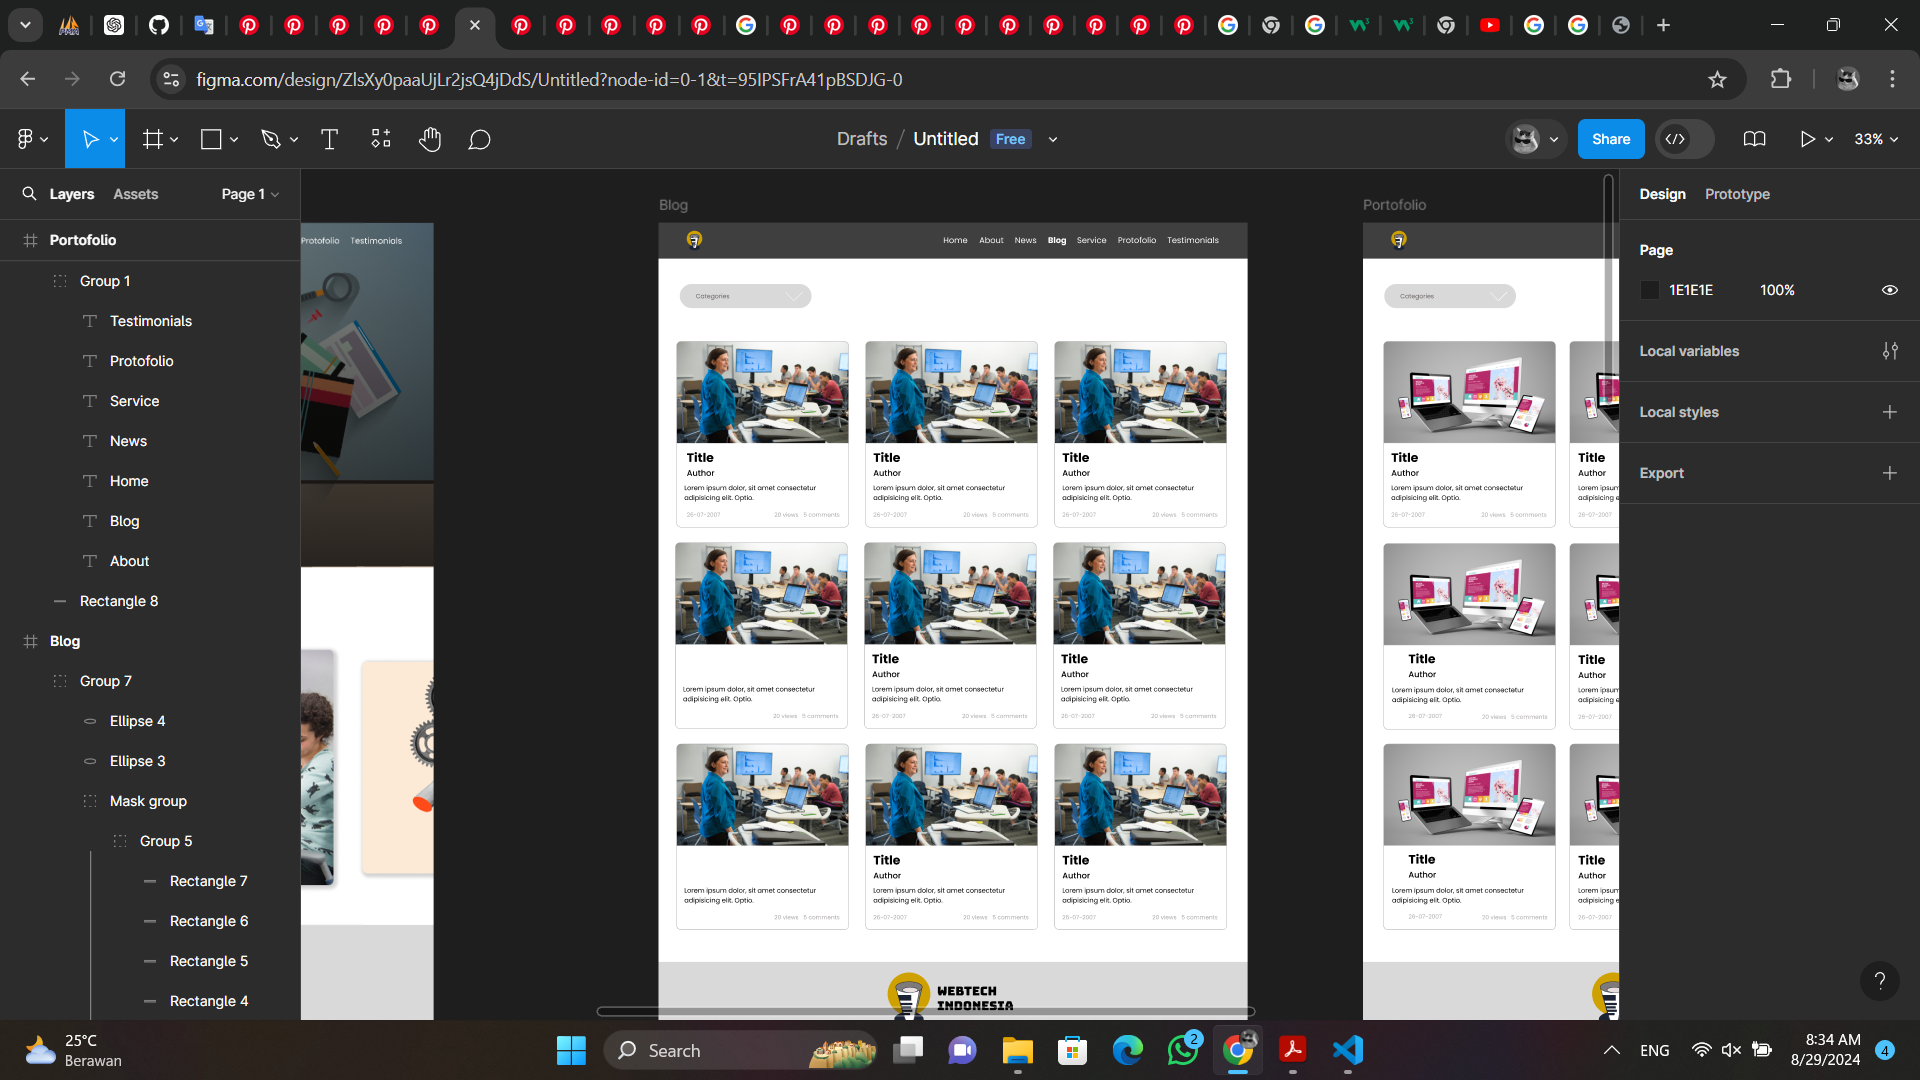 figma.com/design/ZlsXy0paaUjLr2jsQ4jDdS/Untitled?node-id=0-1&t=95IPSFrA41pBSDJG-0
Drafts / Untitled Free
Share
33%
Layers Assets Page 1
Portofolio
Group 1
Testimonials
Protofolio
Service
News
Home
Blog
About
Rectangle 8
Blog
Group 7
Ellipse 4
Ellipse 3
Mask group
Group 5
Rectangle 7
Rectangle 6
Rectangle 5
Rectangle 4
Protofolio Testimonials
Blog
Home About News Blog Service Protofolio Testimonials
Categories
Title Title Title
Author Author Author
Lorem ipsum dolor, sit amet consectetur Lorem ipsum dolor, sit amet consectetur Lorem ipsum dolor, sit amet consectetur
adipisicing elit. Optio. adipisicing elit. Optio. adipisicing elit. Optio.
26-07-2007 20 views 5 comments 26-07-2007 20 views 5 comments 26-07-2007 20 views 5 comments
Title Title
Author Author
Lorem ipsum dolor, sit amet consectetur Lorem ipsum dolor, sit amet consectetur Lorem ipsum dolor, sit amet consectetur
adipisicing elit. Optio. adipisicing elit. Optio. adipisicing elit. Optio.
20 views 5 comments 26-07-2007 20 views 5 comments 26-07-2007 20 views 5 comments
Title Title
Author Author
Lorem ipsum dolor, sit amet consectetur Lorem ipsum dolor, sit amet consectetur Lorem ipsum dolor, sit amet consectetur
adipisicing elit. Optio. adipisicing elit. Optio. adipisicing elit. Optio.
20 views 5 comments 26-07-2007 20 views 5 comments 26-07-2007 20 views 5 comments
WEBTECH
INDONESIA
Portofolio
Categories
Title Title
Author Author
Lorem ipsum dolor, sit amet consectetur Lorem ipsum
adipisicing elit. Optio. adipisicing e
26-07-2007 20 views 5 comments 26-07-2007
Title Title
Author Author
Lorem ipsum dolor, sit amet consectetur Lorem ipsum
adipisicing elit. Optio. adipisicing e
26-07-2007 20 views 5 comments 26-07-2007
Title Title
Author Author
Lorem ipsum dolor, sit amet consectetur Lorem ipsum
adipisicing elit. Optio. adipisicing e
26-07-2007 20 views 5 comments 26-07-2007
Design Prototype
Page
1E1E1E 100%
Local variables
Local styles
Export
?
25°C
Berawan
Search
2
ENG
8:34 AM
8/29/2024
4